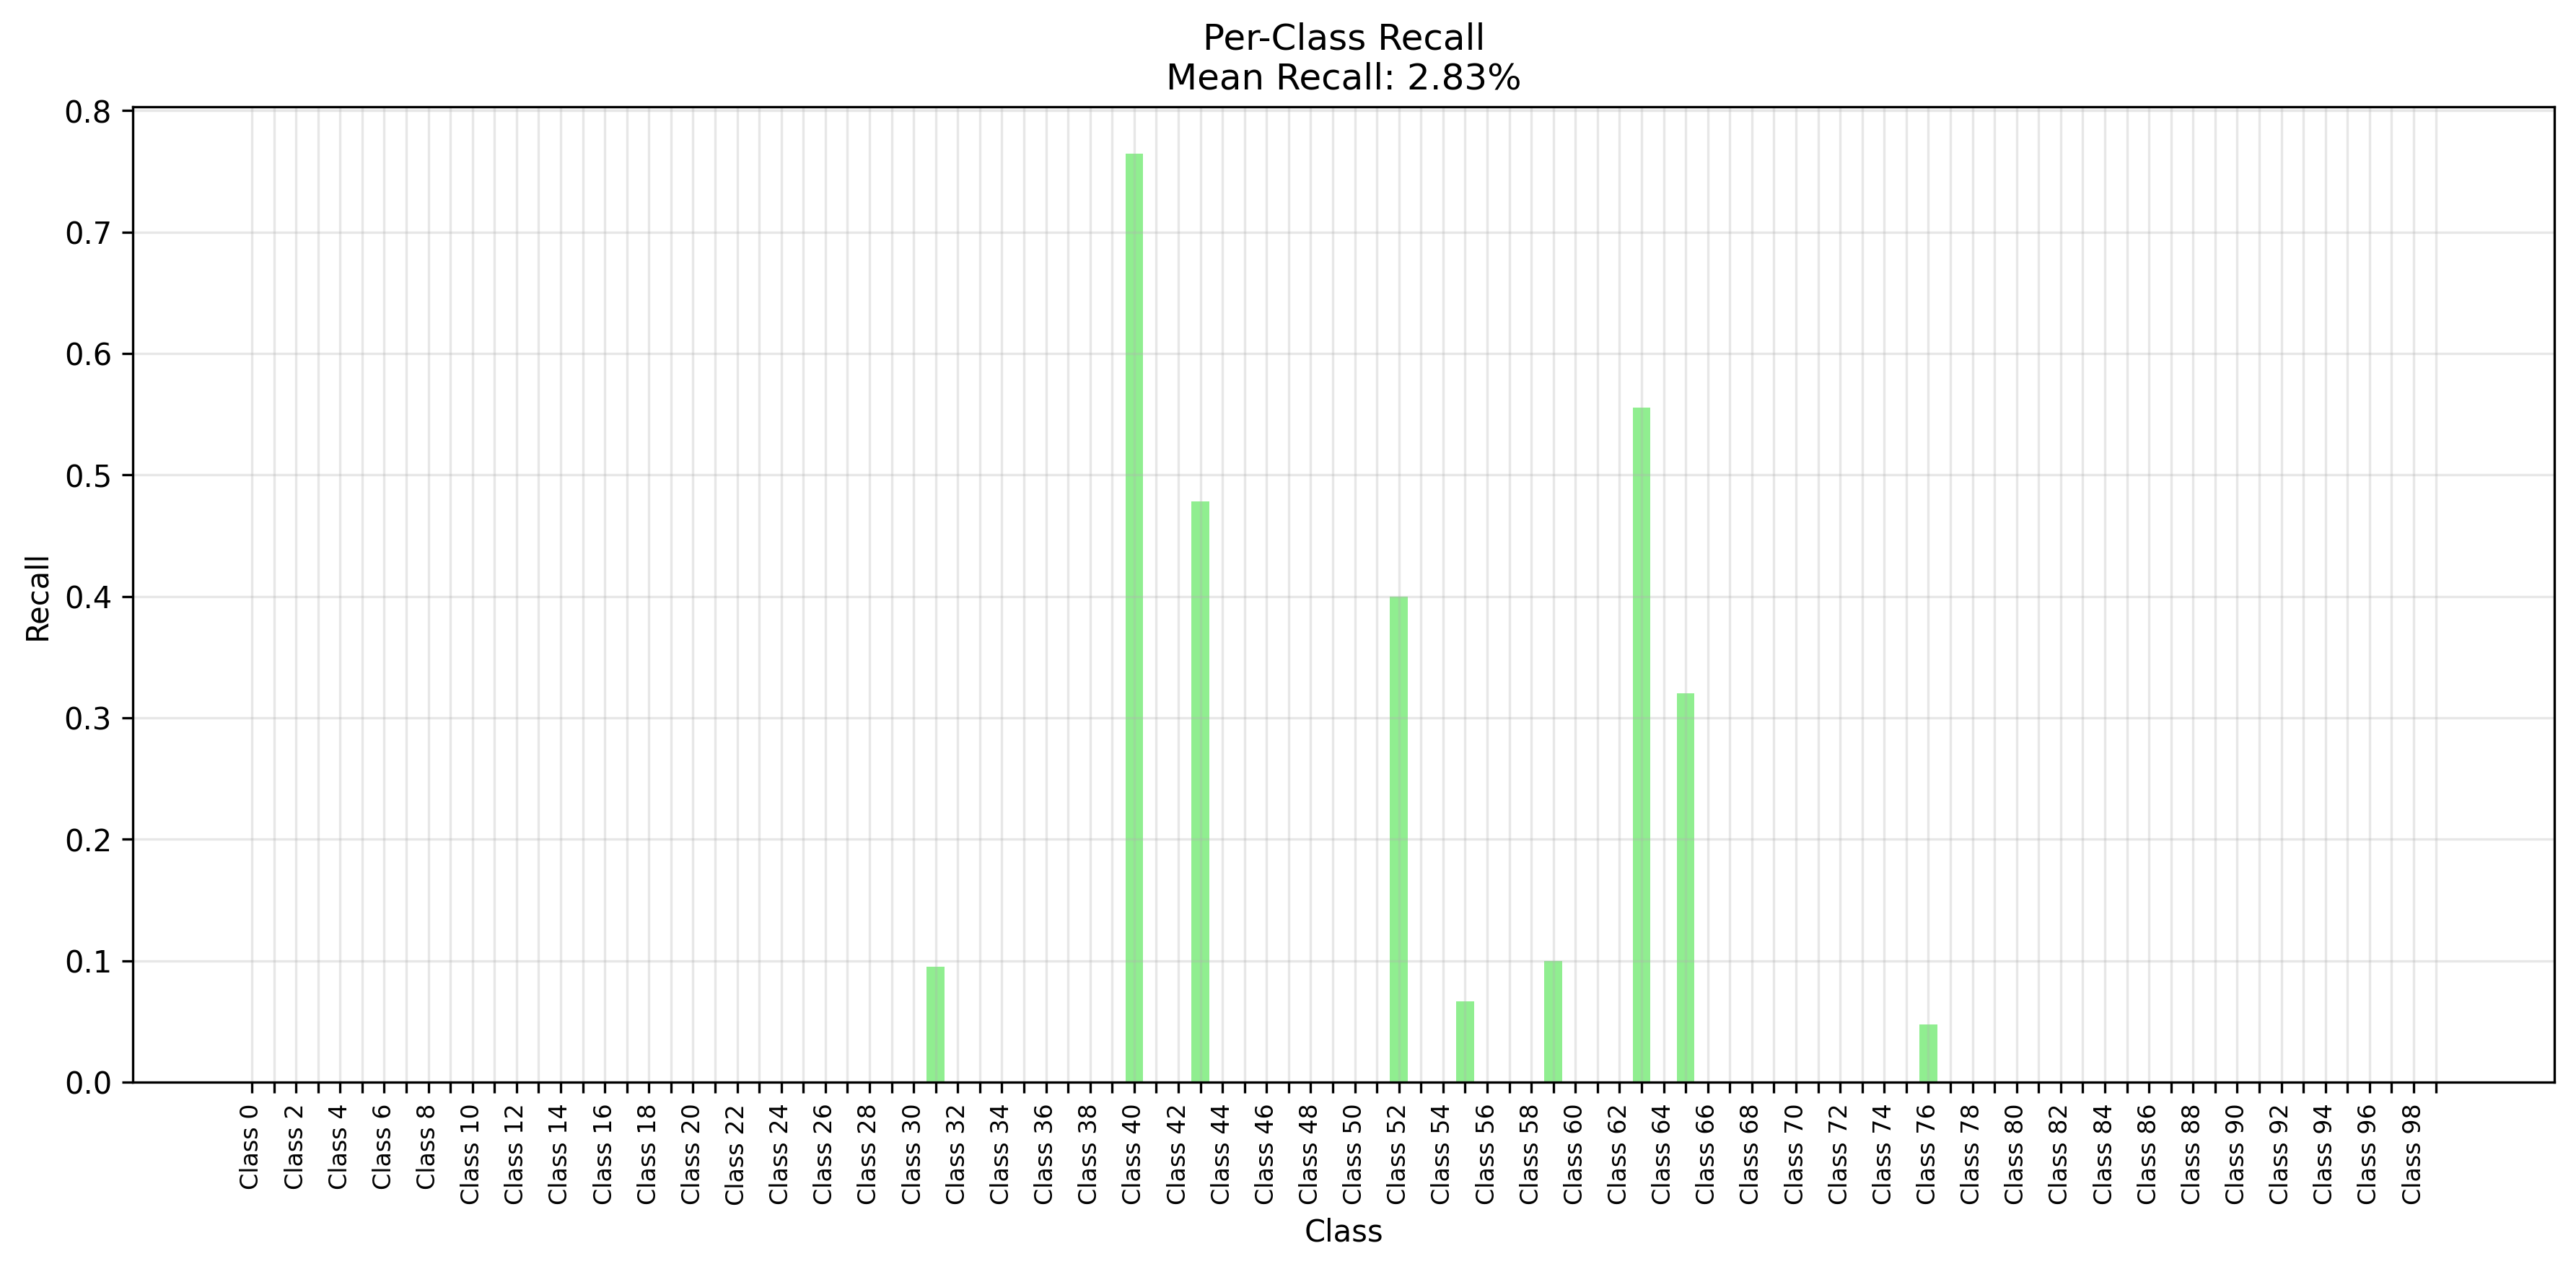 Per-Class Recall
Mean Recall: 2.83%
0.8
0.7
0.6
0.5
0.4
0.3
0.2
0.1
0.0
Recall
Class 0
Class 2
Class 4
Class 6
Class 8
Class 10
Class 12
Class 14
Class 16
Class 18
Class 20
Class 22
Class 24
Class 26
Class 28
Class 30
Class 32
Class 34
Class 36
Class 38
Class 40
Class 42
Class 44
Class 46
Class 48
Class 50
Class 52
Class 54
Class 56
Class 58
Class 60
Class 62
Class 64
Class 66
Class 68
Class 70
Class 72
Class 74
Class 76
Class 78
Class 80
Class 82
Class 84
Class 86
Class 88
Class 90
Class 92
Class 94
Class 96
Class 98
Class